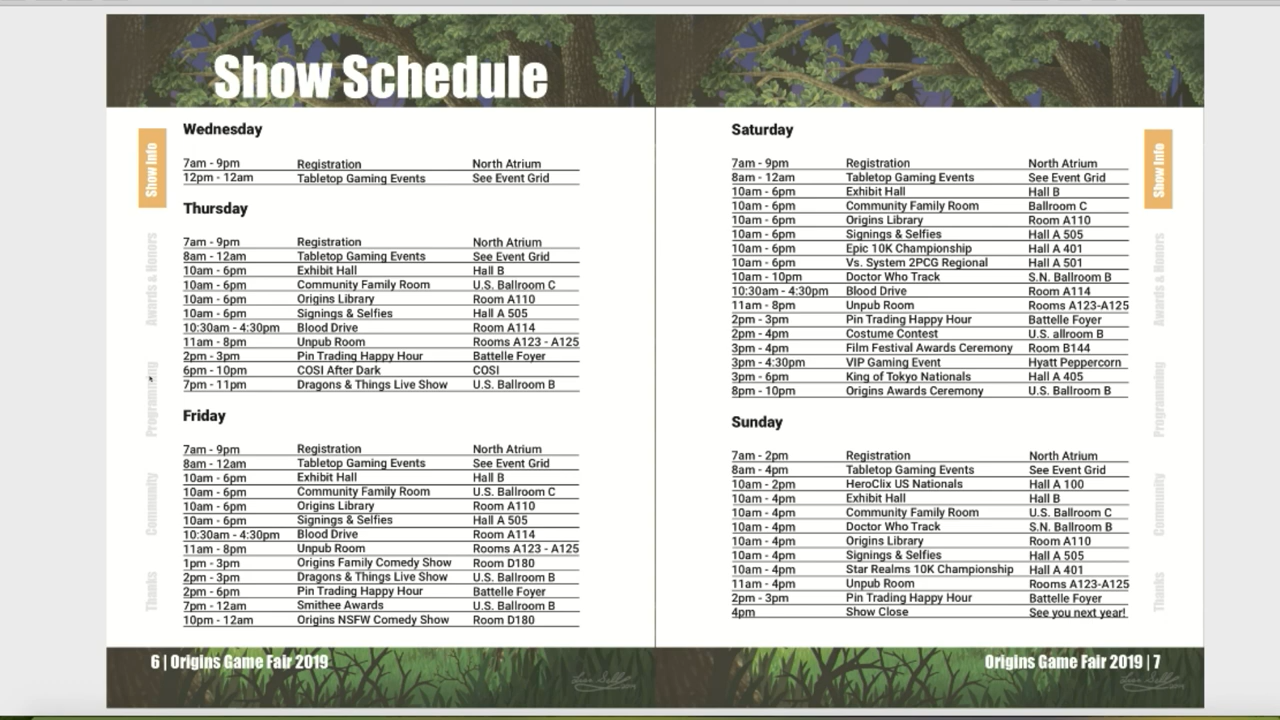 Show Schedule
Show Info
Awards & Honors
Programing
Community
Thanks
Wednesday
7am - 9pm Registration North Atrium
12pm - 12am Tabletop Gaming Events See Event Grid
Thursday
7am - 9pm Registration North Atrium
8am - 12am Tabletop Gaming Events See Event Grid
10am - 6pm Exhibit Hall Hall B
10am - 6pm Community Family Room U.S. Ballroom C
10am - 6pm Origins Library Room A110
10am - 6pm Signings & Selfies Hall A 505
10:30am - 4:30pm Blood Drive Room A114
11am - 8pm Unpub Room Rooms A123 - A125
2pm - 3pm Pin Trading Happy Hour Battelle Foyer
6pm - 10pm COSI After Dark COSI
7pm - 11pm Dragons & Things Live Show U.S. Ballroom B
Friday
7am - 9pm Registration North Atrium
8am - 12am Tabletop Gaming Events See Event Grid
10am - 6pm Exhibit Hall Hall B
10am - 6pm Community Family Room U.S. Ballroom C
10am - 6pm Origins Library Room A110
10am - 6pm Signings & Selfies Hall A 505
10:30am - 4:30pm Blood Drive Room A114
11am - 8pm Unpub Room Rooms A123 - A125
1pm - 3pm Origins Family Comedy Show Room D180
2pm - 3pm Dragons & Things Live Show U.S. Ballroom B
2pm - 6pm Pin Trading Happy Hour Battelle Foyer
7pm - 12am Smithee Awards U.S. Ballroom B
10pm - 12am Origins NSFW Comedy Show Room D180
6 | Origins Game Fair 2019
Saturday
7am - 9pm Registration North Atrium
8am - 12am Tabletop Gaming Events See Event Grid
10am - 6pm Exhibit Hall Hall B
10am - 6pm Community Family Room Ballroom C
10am - 6pm Origins Library Room A110
10am - 6pm Signings & Selfies Hall A 505
10am - 6pm Epic 10K Championship Hall A 401
10am - 6pm Vs. System 2PCG Regional Hall A 501
10am - 10pm Doctor Who Track S.N. Ballroom B
10:30am - 4:30pm Blood Drive Room A114
11am - 8pm Unpub Room Rooms A123-A125
2pm - 3pm Pin Trading Happy Hour Battelle Foyer
2pm - 4pm Costume Contest U.S. allroom B
3pm - 4pm Film Festival Awards Ceremony Room B144
3pm - 4:30pm VIP Gaming Event Hyatt Peppercorn
3pm - 6pm King of Tokyo Nationals Hall A 405
8pm - 10pm Origins Awards Ceremony U.S. Ballroom B
Sunday
7am - 2pm Registration North Atrium
8am - 4pm Tabletop Gaming Events See Event Grid
10am - 2pm HeroClix US Nationals Hall A 100
10am - 4pm Exhibit Hall Hall B
10am - 4pm Community Family Room U.S. Ballroom C
10am - 4pm Doctor Who Track S.N. Ballroom B
10am - 4pm Origins Library Room A110
10am - 4pm Signings & Selfies Hall A 505
10am - 4pm Star Realms 10K Championship Hall A 401
11am - 4pm Unpub Room Rooms A123-A125
2pm - 3pm Pin Trading Happy Hour Battelle Foyer
4pm Show Close See you next year!
Show Info
Awards & Honors
Programing
Community
Thanks
Origins Game Fair 2019 | 7